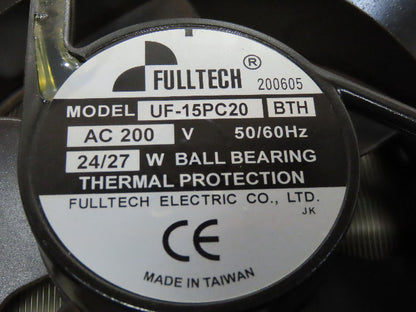 FULLTECH ® 200605
MODEL UF-15PC20 BTH
AC 200 V 50/60Hz
24/27 W BALL BEARING
THERMAL PROTECTION
FULLTECH ELECTRIC CO., LTD.
JK
CE
MADE IN TAIWAN